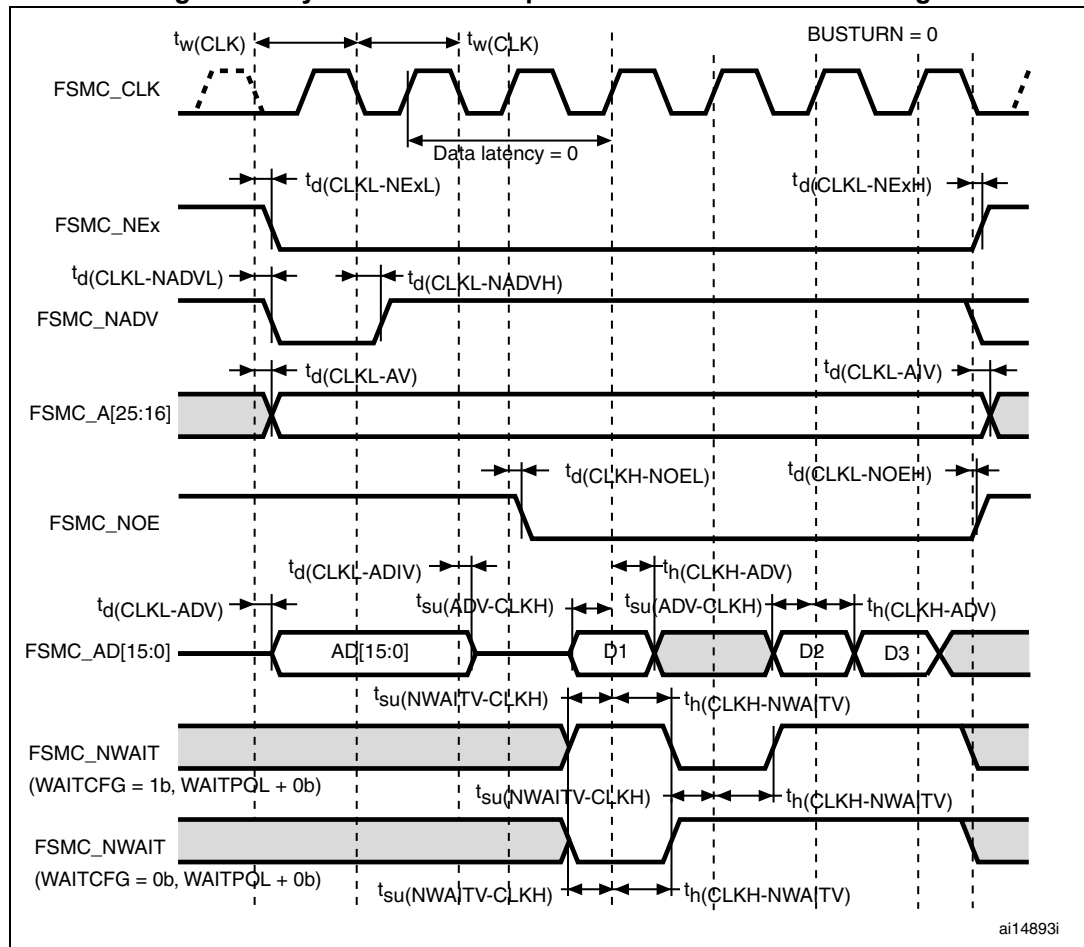 tw(CLK) tw(CLK) BUSTURN = 0
FSMC_CLK
Data latency = 0
td(CLKL-NExL) td(CLKL-NExH)
FSMC_NEx
td(CLKL-NADVL) td(CLKL-NADVH)
FSMC_NADV
td(CLKL-AV) td(CLKL-AIV)
FSMC_A[25:16]
td(CLKH-NOEL) td(CLKL-NOEH)
FSMC_NOE
td(CLKL-ADIV) th(CLKH-ADV)
td(CLKL-ADV) tsu(ADV-CLKH) tsu(ADV-CLKH) th(CLKH-ADV)
FSMC_AD[15:0] AD[15:0] D1 D2 D3
tsu(NWAITV-CLKH) th(CLKH-NWAITV)
FSMC_NWAIT
(WAITCFG = 1b, WAITPOL + 0b)
tsu(NWAITV-CLKH) th(CLKH-NWAITV)
FSMC_NWAIT
(WAITCFG = 0b, WAITPOL + 0b)
tsu(NWAITV-CLKH) th(CLKH-NWAITV)
ai14893i